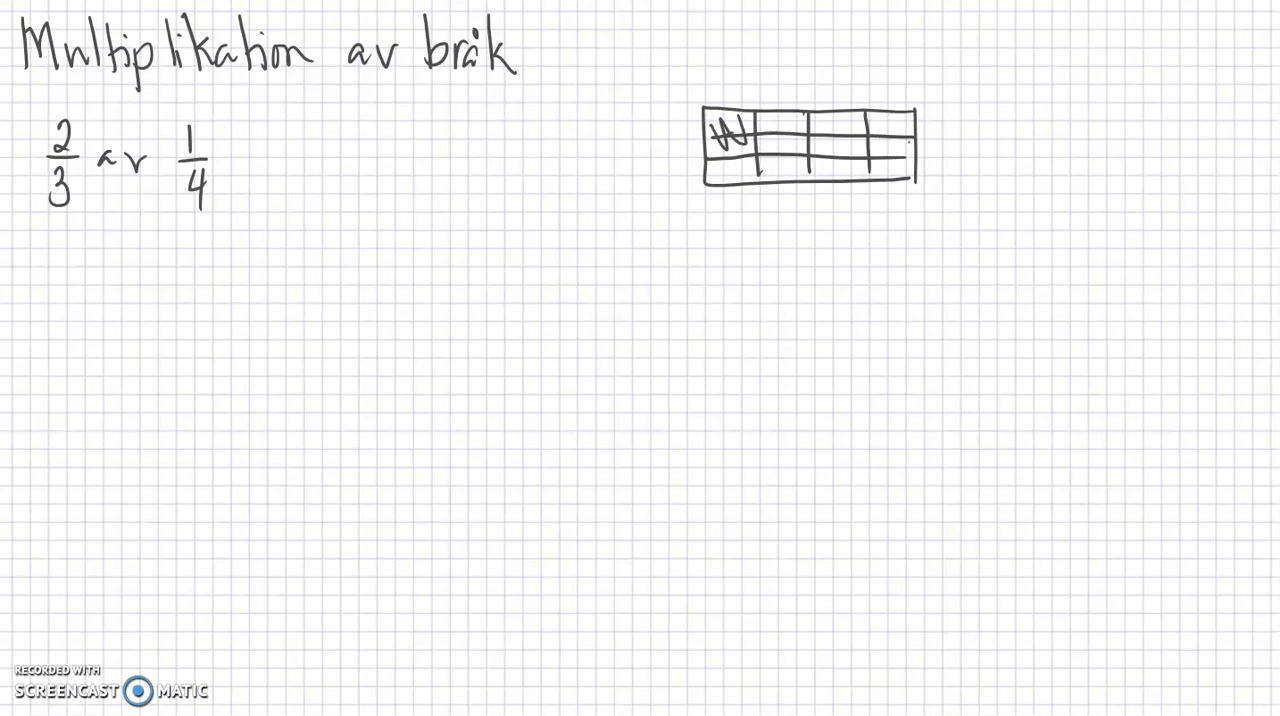 Multiplikation av bråk
2/3 av 1/4
RECORDED WITH
SCREENCAST MATIC